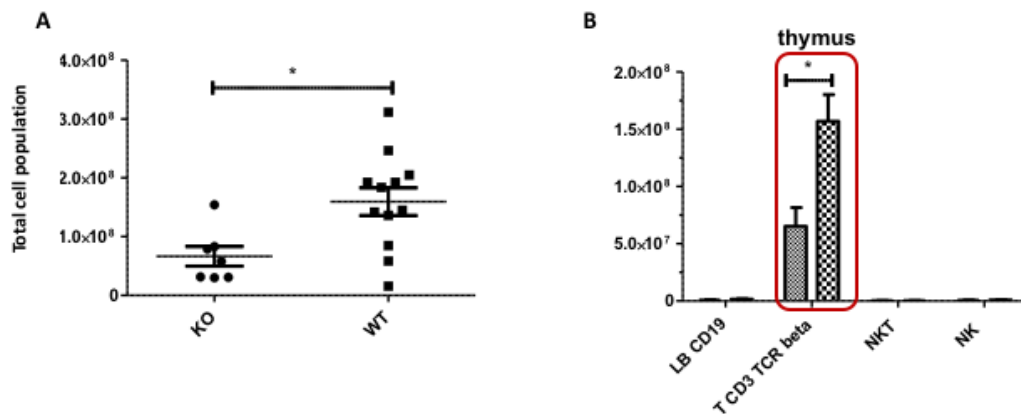 A
Total cell population
4.0×10⁸
3.0×10⁸
2.0×10⁸
1.0×10⁸
0
*
KO
WT
B
thymus
2.0×10⁸
1.5×10⁸
1.0×10⁸
5.0×10⁷
0
*
LB CD19
T CD3 TCR beta
NKT
NK